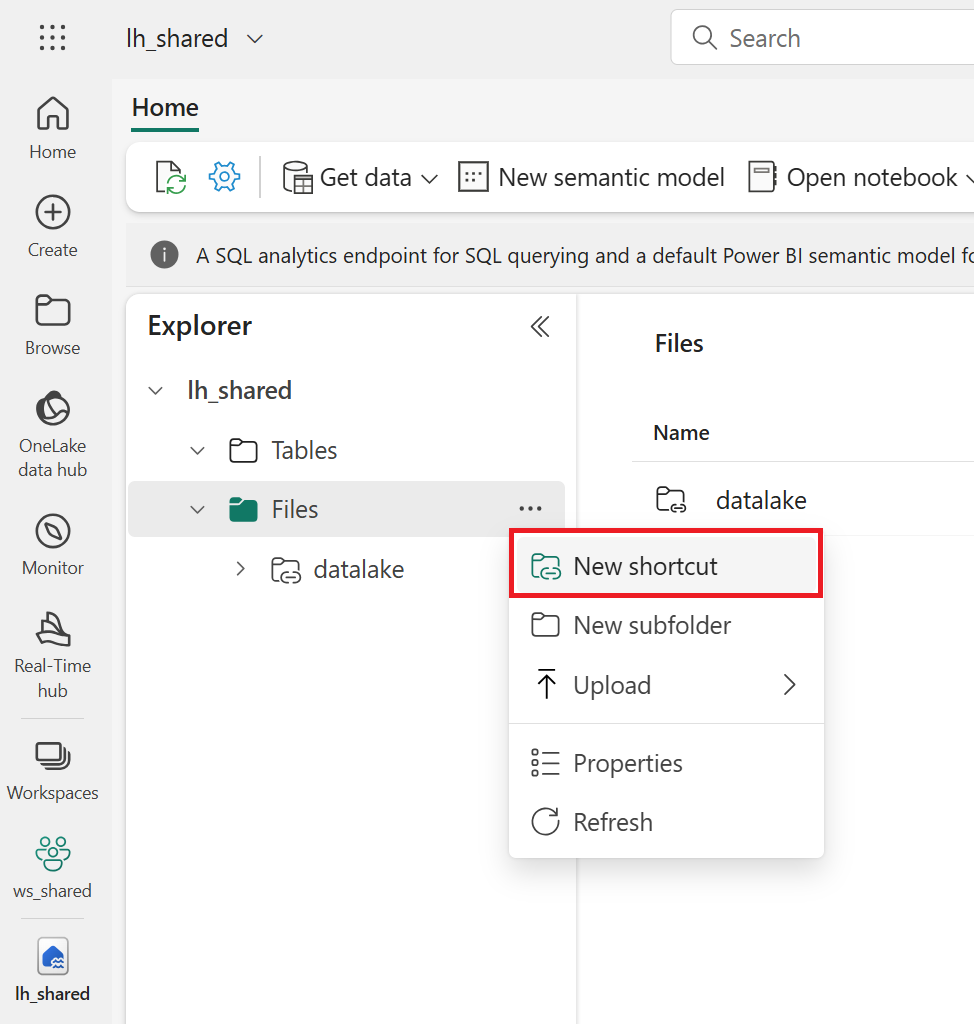 lh_shared
Search
Home
Create
Browse
OneLake
data hub
Monitor
Real-Time
hub
Workspaces
ws_shared
lh_shared
Home
Get data
New semantic model
Open notebook
A SQL analytics endpoint for SQL querying and a default Power BI semantic model
Explorer
lh_shared
Tables
Files
datalake
Files
Name
datalake
New shortcut
New subfolder
Upload
Properties
Refresh